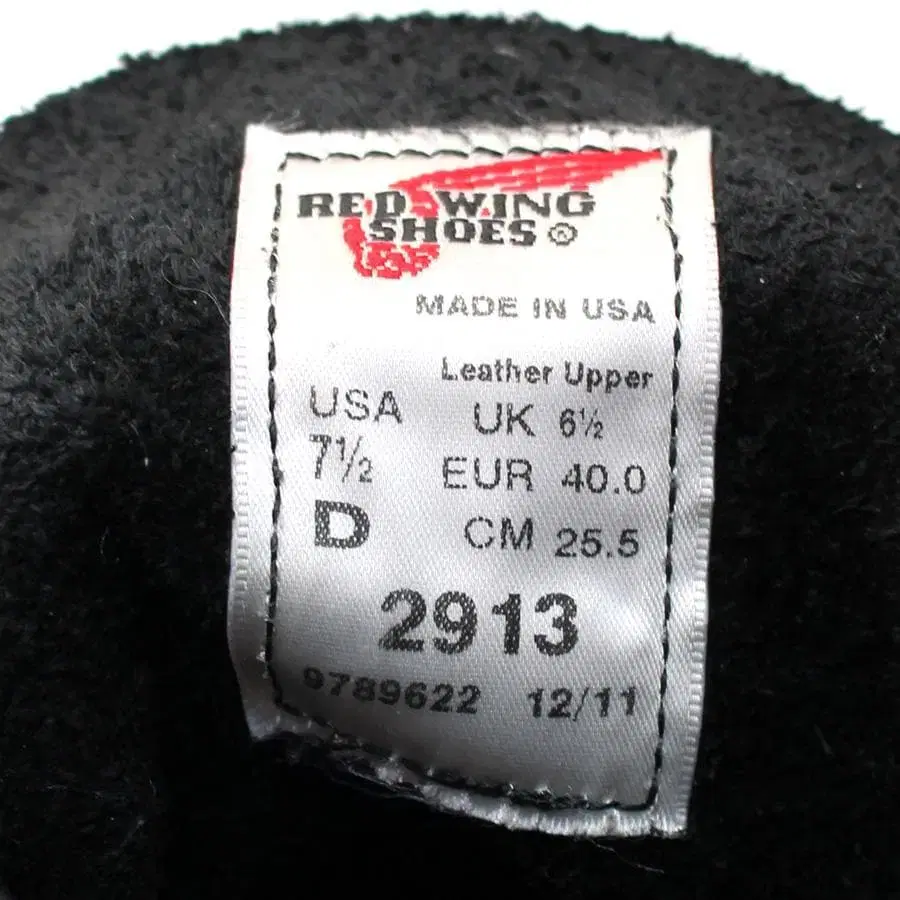 RED WING
SHOES®
MADE IN USA
Leather Upper
USA UK 6½
7½ EUR 40.0
D CM 25.5
2913
9789622 12/11